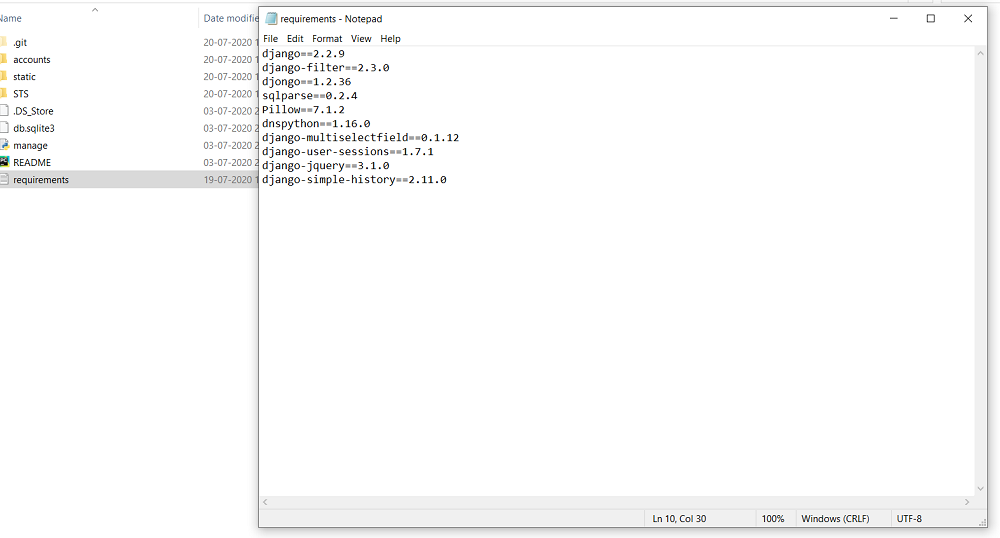 Name
Date modifie
.git
20-07-2020 1
accounts
20-07-2020 1
static
20-07-2020 1
STS
20-07-2020 1
.DS_Store
03-07-2020 2
db.sqlite3
03-07-2020 2
manage
03-07-2020 2
README
03-07-2020 2
requirements
19-07-2020 1
requirements - Notepad
File Edit Format View Help
django==2.2.9
django-filter==2.3.0
djongo==1.2.36
sqlparse==0.2.4
Pillow==7.1.2
dnspython==1.16.0
django-multiselectfield==0.1.12
django-user-sessions==1.7.1
django-jquery==3.1.0
django-simple-history==2.11.0
Ln 10, Col 30 100% Windows (CRLF) UTF-8